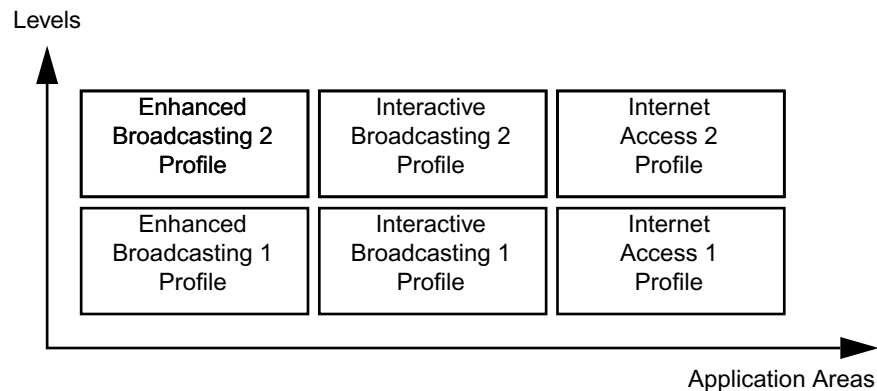 Levels
Enhanced
Broadcasting 2
Profile
Interactive
Broadcasting 2
Profile
Internet
Access 2
Profile
Enhanced
Broadcasting 1
Profile
Interactive
Broadcasting 1
Profile
Internet
Access 1
Profile
Application Areas